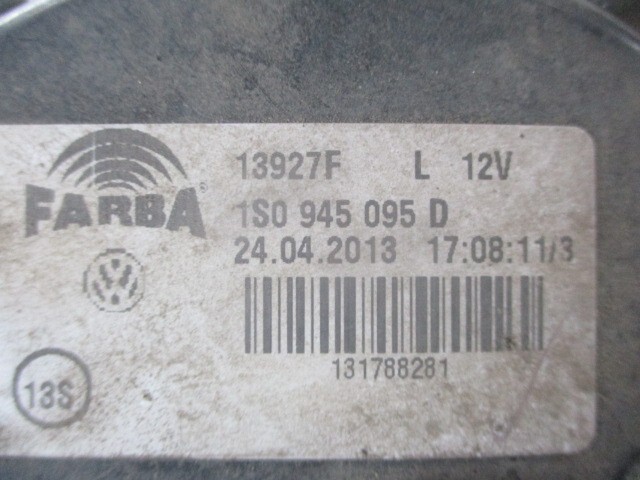 FARBA
13927F L 12V
1S0 945 095 D
24.04.2013 17:08:11/3
131788281
13S